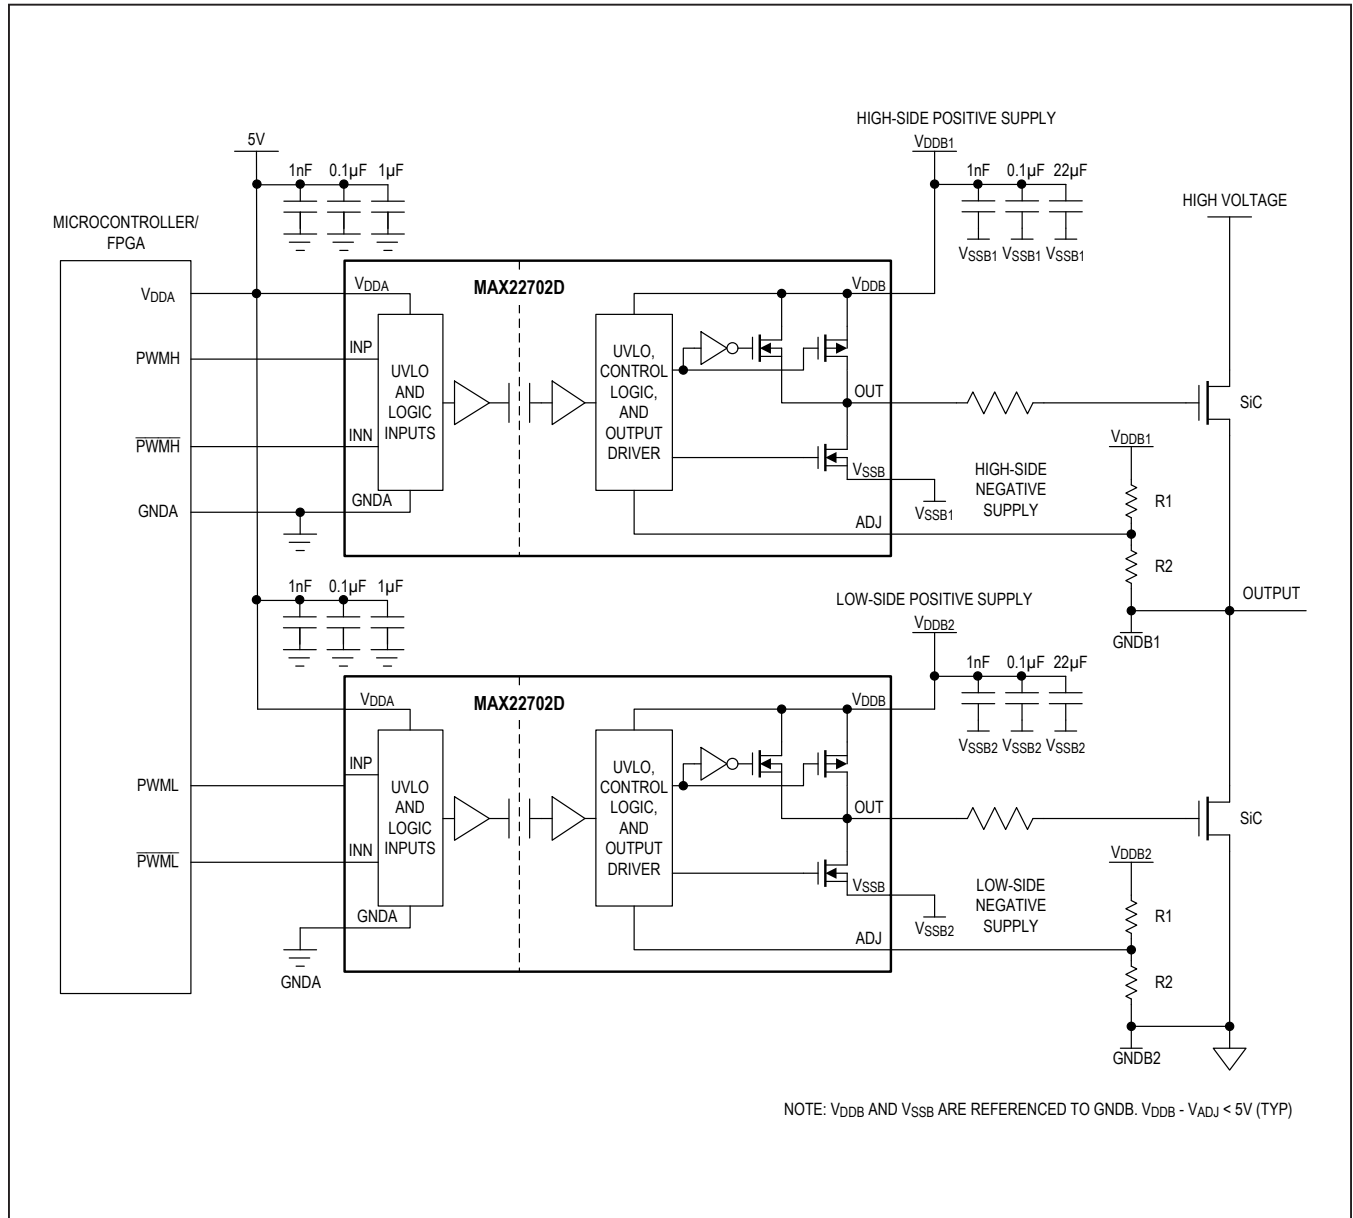 HIGH-SIDE POSITIVE SUPPLY
VDDB1
5V
1nF 0.1µF 1µF
1nF 0.1µF 22µF
HIGH VOLTAGE
MICROCONTROLLER/
FPGA
VSSB1 VSSB1 VSSB1
VDDA
VDDA
MAX22702D
VDDB
PWMH
INP
UVLO
AND
LOGIC
INPUTS
UVLO,
CONTROL
LOGIC,
AND
OUTPUT
DRIVER
OUT
SiC
PWMH
INN
VDDB1
VSSB
HIGH-SIDE
NEGATIVE
SUPPLY
GNDA
GNDA
VSSB1
R1
ADJ
R2
1nF 0.1µF 1µF
OUTPUT
LOW-SIDE POSITIVE SUPPLY
VDDB2
GNDB1
1nF 0.1µF 22µF
VDDA
MAX22702D
VDDB
VSSB2 VSSB2 VSSB2
INP
PWML
UVLO
AND
LOGIC
INPUTS
UVLO,
CONTROL
LOGIC,
AND
OUTPUT
DRIVER
OUT
SiC
PWML
INN
VDDB2
VSSB
LOW-SIDE
NEGATIVE
SUPPLY
GNDA
VSSB2
R1
ADJ
GNDA
R2
GNDB2
NOTE: VDDB AND VSSB ARE REFERENCED TO GNDB. VDDB - VADJ < 5V (TYP)